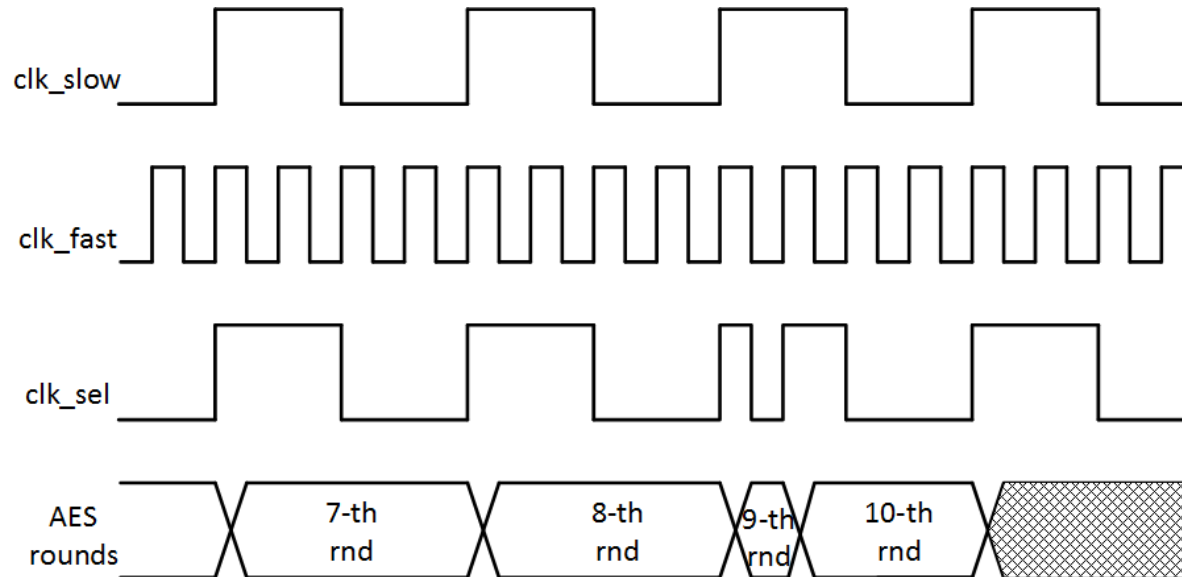 clk_slow
clk_fast
clk_sel
AES
rounds
7-th
rnd
8-th
rnd
9-th
rnd
10-th
rnd